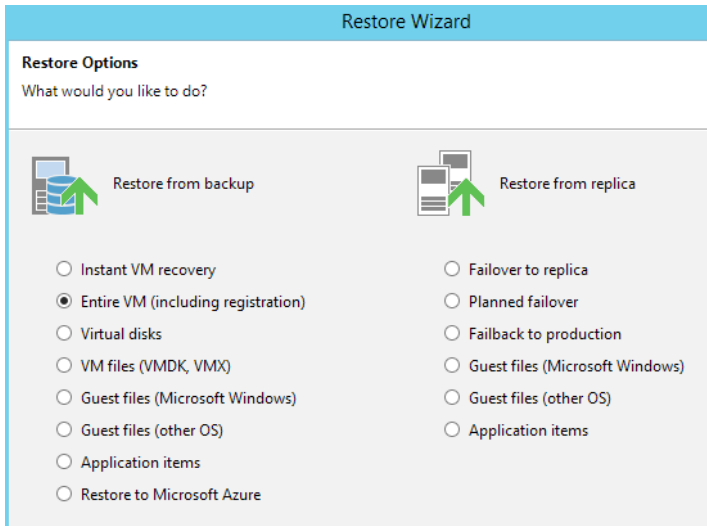 Restore Wizard
Restore Options
What would you like to do?
Restore from backup
Instant VM recovery
Entire VM (including registration)
Virtual disks
VM files (VMDK, VMX)
Guest files (Microsoft Windows)
Guest files (other OS)
Application items
Restore to Microsoft Azure
Restore from replica
Failover to replica
Planned failover
Failback to production
Guest files (Microsoft Windows)
Guest files (other OS)
Application items